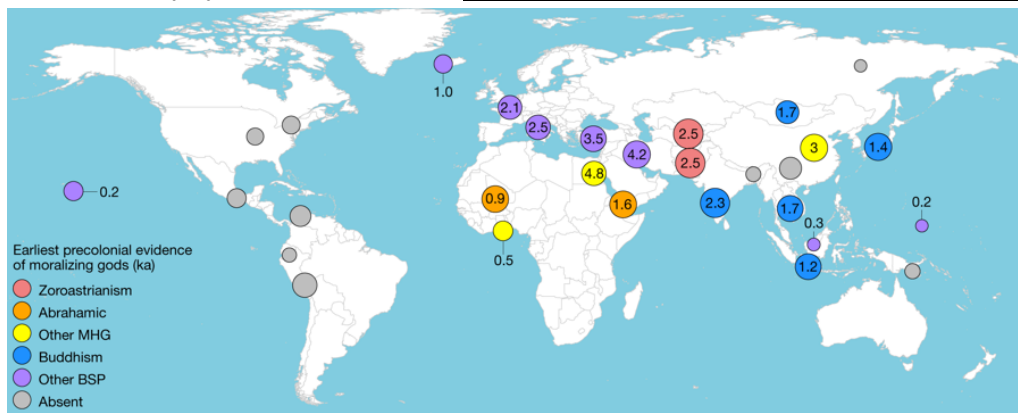 1.0
2.1
2.5
3.5
4.2
4.8
2.5
2.5
1.7
3
1.4
0.2
0.9
1.6
0.5
2.3
1.7
0.3
0.2
1.2
Earliest precolonial evidence
of moralizing gods (ka)
Zoroastrianism
Abrahamic
Other MHG
Buddhism
Other BSP
Absent